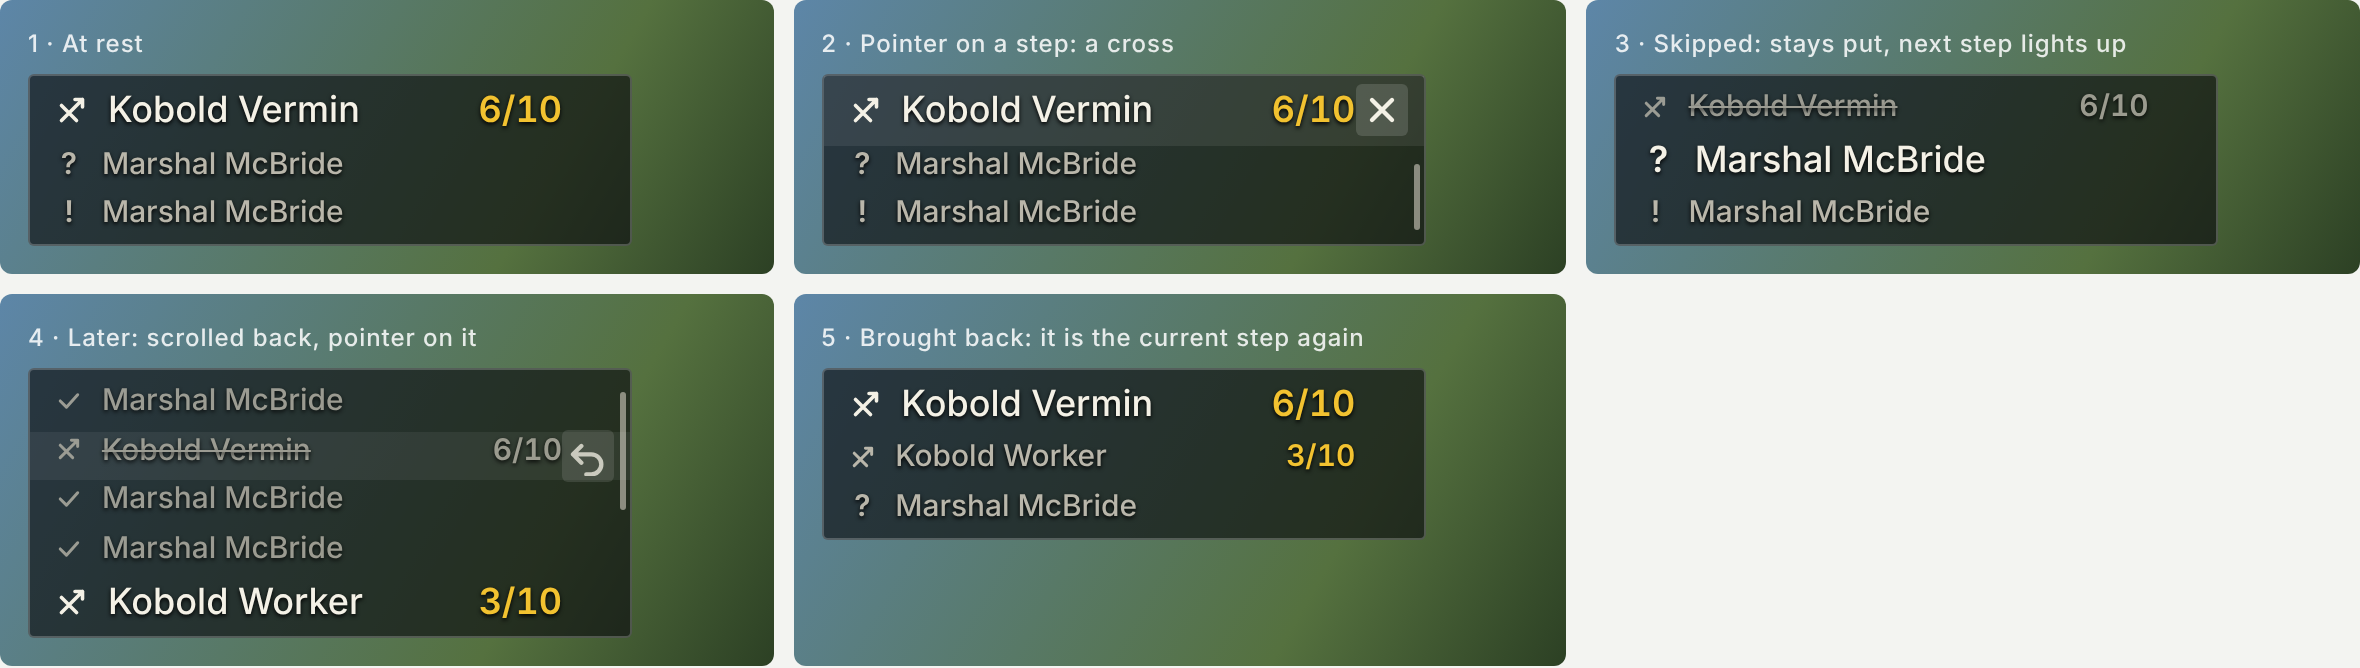 1 · At rest
Kobold Vermin 6/10
? Marshal McBride
! Marshal McBride
2 · Pointer on a step: a cross
Kobold Vermin 6/10
? Marshal McBride
! Marshal McBride
3 · Skipped: stays put, next step lights up
Kobold Vermin 6/10
? Marshal McBride
! Marshal McBride
4 · Later: scrolled back, pointer on it
Marshal McBride
Kobold Vermin 6/10
Marshal McBride
Marshal McBride
Kobold Worker 3/10
5 · Brought back: it is the current step again
Kobold Vermin 6/10
Kobold Worker 3/10
? Marshal McBride